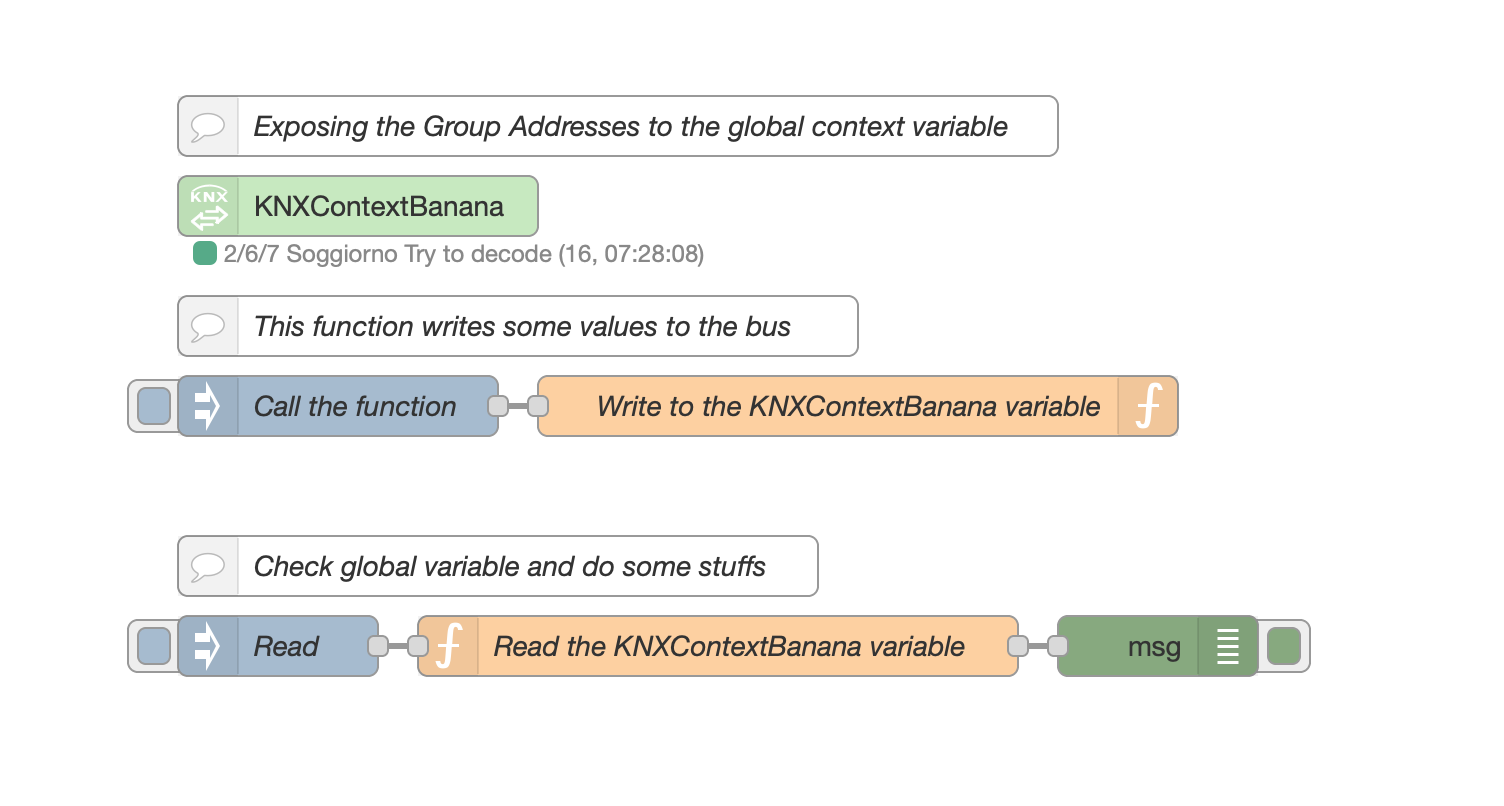 Exposing the Group Addresses to the global context variable
KNX
KNXContextBanana
2/6/7 Soggiorno Try to decode (16, 07:28:08)
This function writes some values to the bus
Call the function
Write to the KNXContextBanana variable
Check global variable and do some stuffs
Read
Read the KNXContextBanana variable
msg